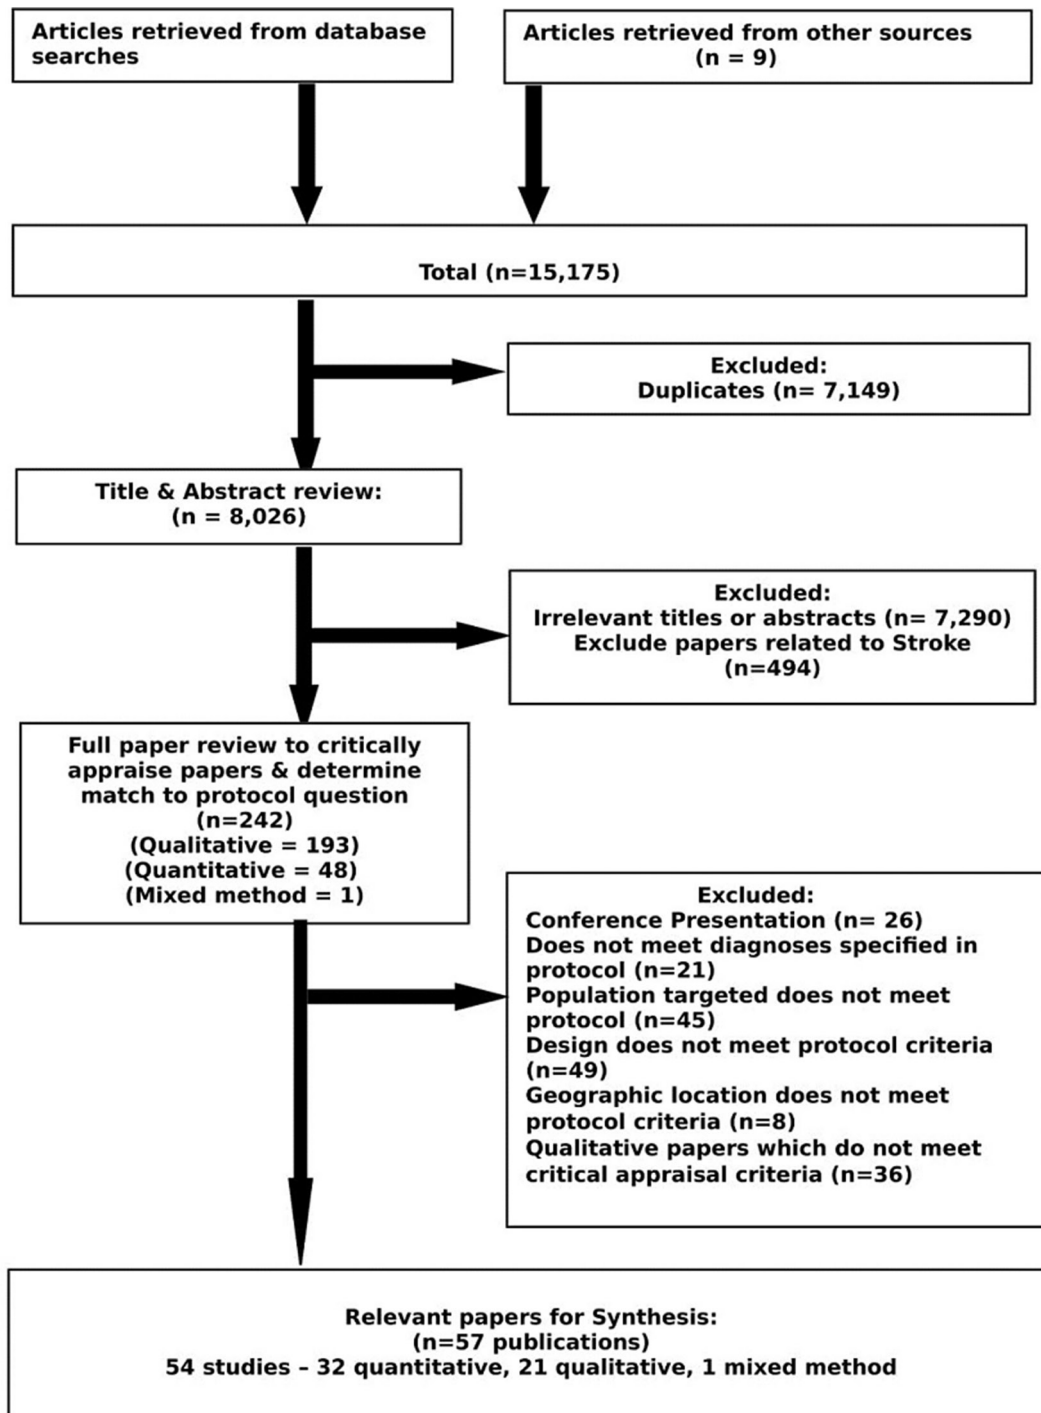 Articles retrieved from database
searches
Articles retrieved from other sources
(n = 9)
Total (n=15,175)
Excluded:
Duplicates (n= 7,149)
Title & Abstract review:
(n = 8,026)
Excluded:
Irrelevant titles or abstracts (n= 7,290)
Exclude papers related to Stroke
(n=494)
Full paper review to critically
appraise papers & determine
match to protocol question
(n=242)
(Qualitative = 193)
(Quantitative = 48)
(Mixed method = 1)
Excluded:
Conference Presentation (n= 26)
Does not meet diagnoses specified in
protocol (n=21)
Population targeted does not meet
protocol (n=45)
Design does not meet protocol criteria
(n=49)
Geographic location does not meet
protocol criteria (n=8)
Qualitative papers which do not meet
critical appraisal criteria (n=36)
Relevant papers for Synthesis:
(n=57 publications)
54 studies – 32 quantitative, 21 qualitative, 1 mixed method